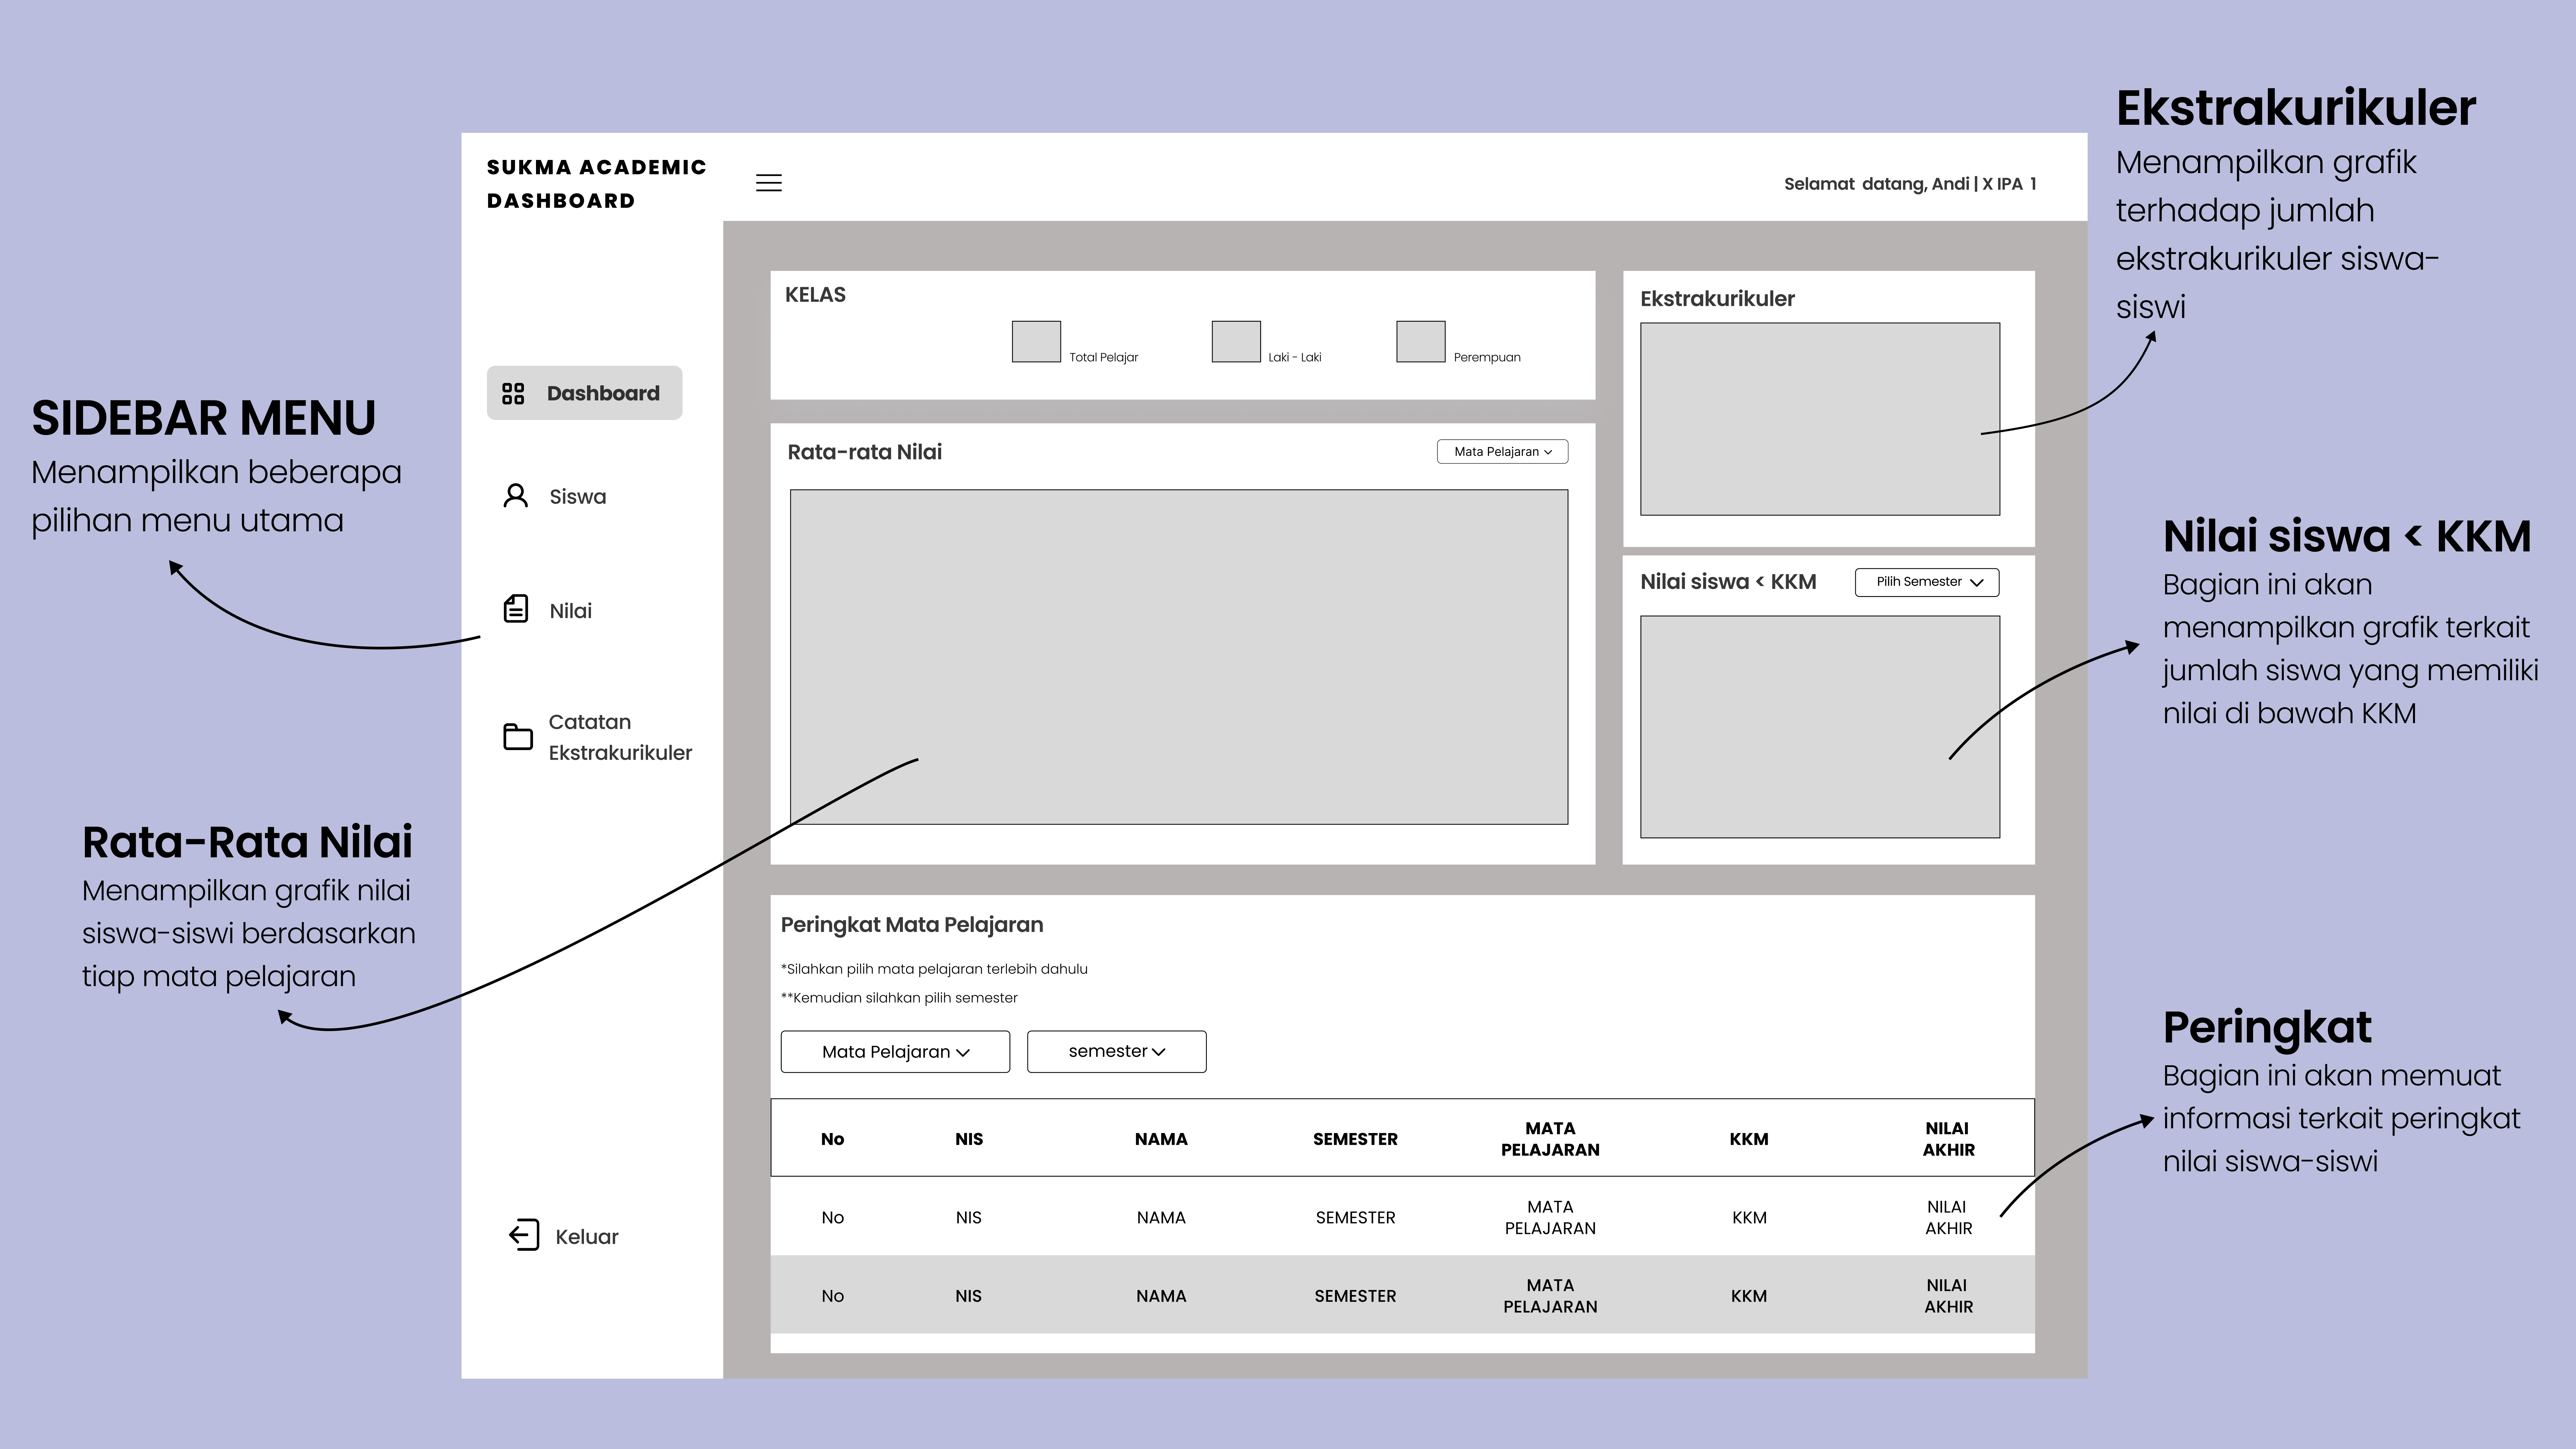 SUKMA ACADEMIC
DASHBOARD
Selamat datang, Andi | X IPA 1
Dashboard
Siswa
Nilai
Catatan
Ekstrakurikuler
Keluar
KELAS
Total Pelajar
Laki - Laki
Perempuan
Ekstrakurikuler
Rata-rata Nilai
Mata Pelajaran
Nilai siswa < KKM
Pilih Semester
Peringkat Mata Pelajaran
*Silahkan pilih mata pelajaran terlebih dahulu
**Kemudian silahkan pilih semester
Mata Pelajaran
semester
No NIS NAMA SEMESTER MATA PELAJARAN KKM NILAI AKHIR
No NIS NAMA SEMESTER MATA PELAJARAN KKM NILAI AKHIR
No NIS NAMA SEMESTER MATA PELAJARAN KKM NILAI AKHIR
SIDEBAR MENU
Menampilkan beberapa
pilihan menu utama
Rata-Rata Nilai
Menampilkan grafik nilai
siswa-siswi berdasarkan
tiap mata pelajaran
Ekstrakurikuler
Menampilkan grafik
terhadap jumlah
ekstrakurikuler siswa-
siswi
Nilai siswa < KKM
Bagian ini akan
menampilkan grafik terkait
jumlah siswa yang memiliki
nilai di bawah KKM
Peringkat
Bagian ini akan memuat
informasi terkait peringkat
nilai siswa-siswi